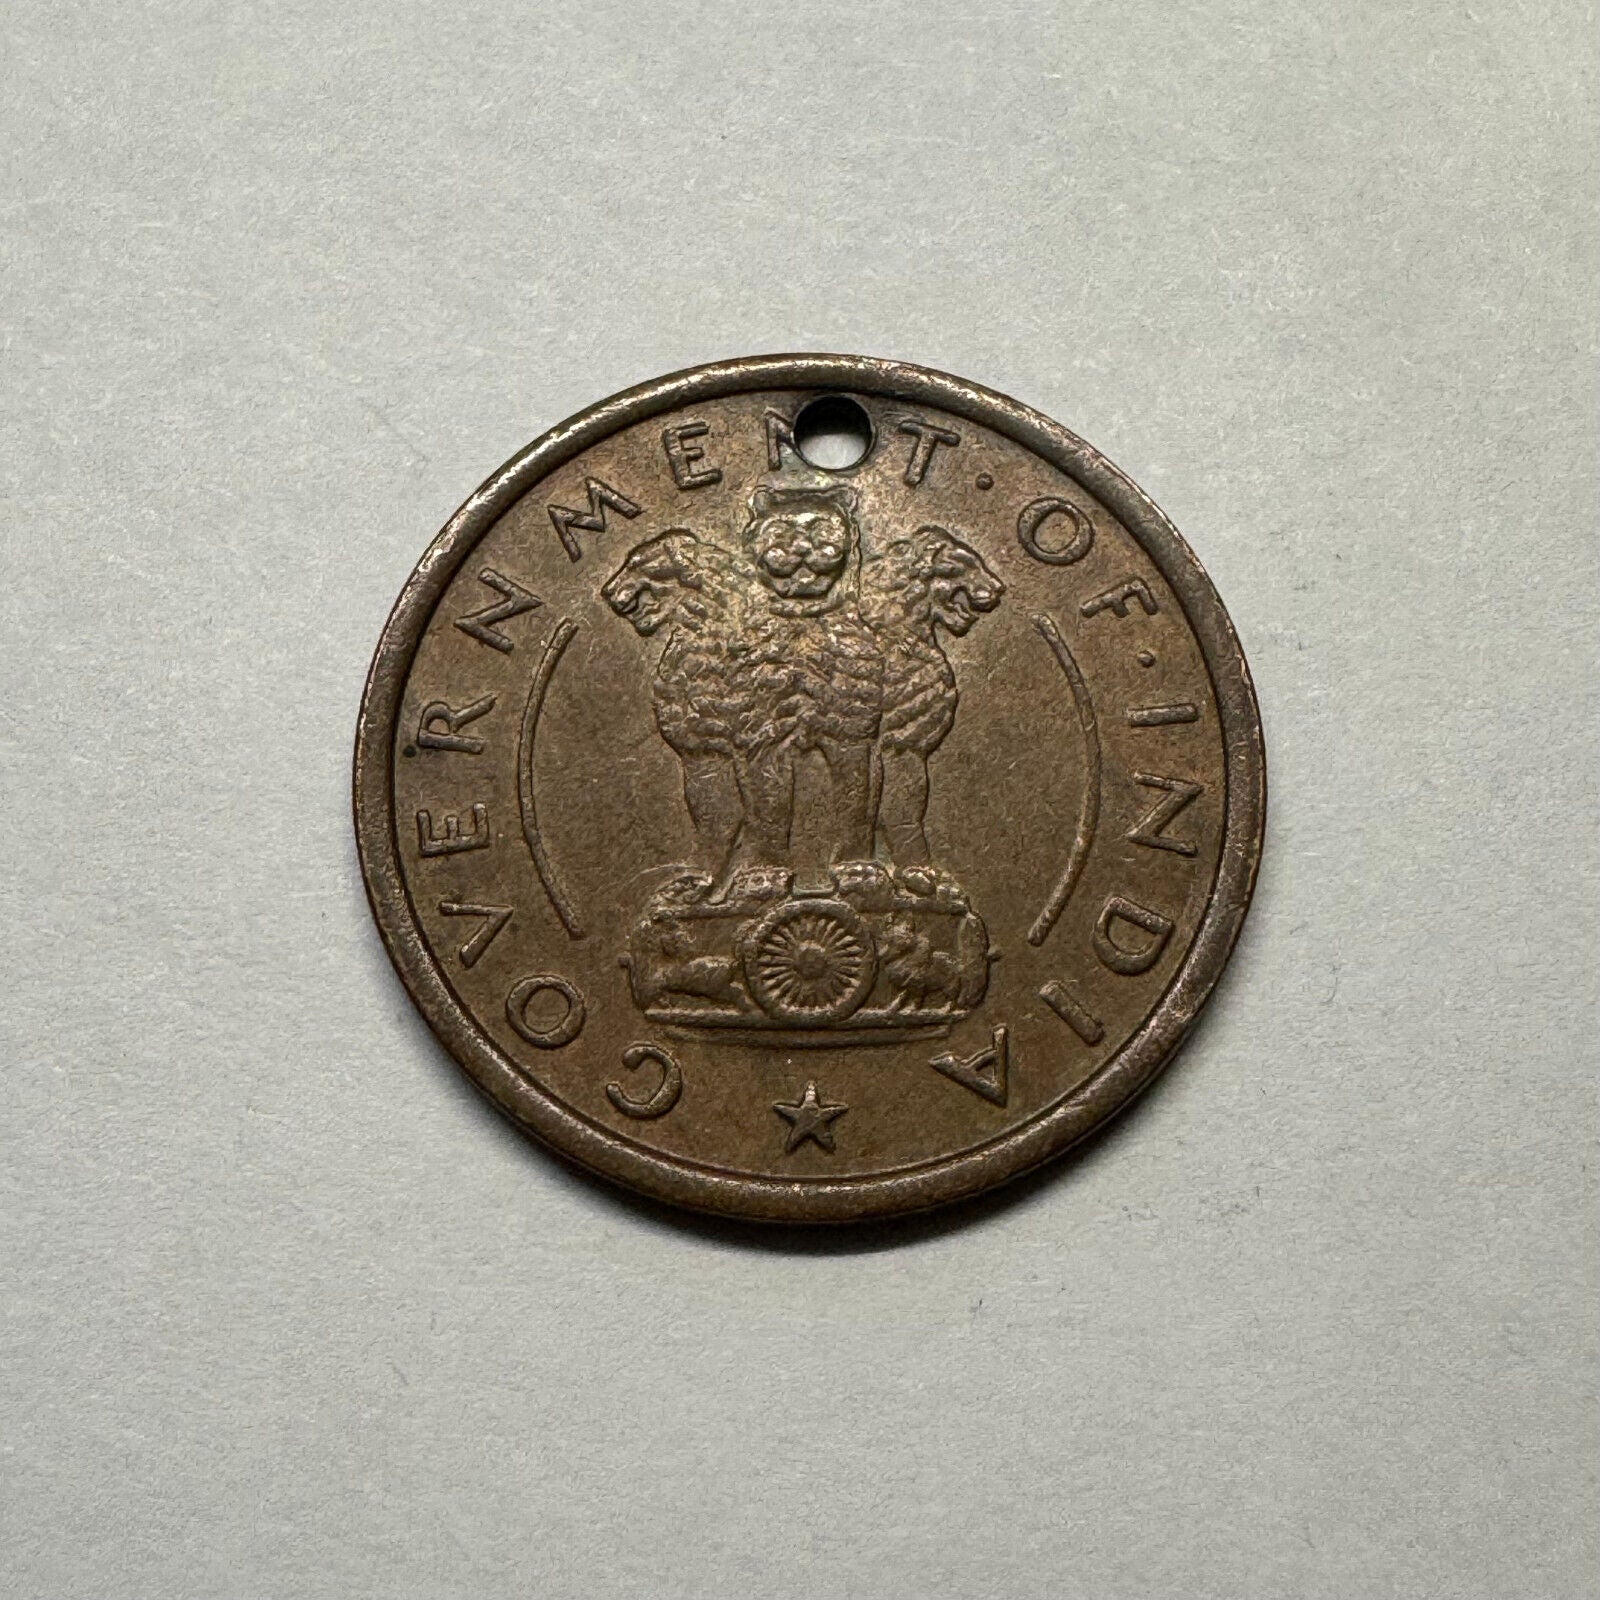 GOVERNMENT · OF · INDIA